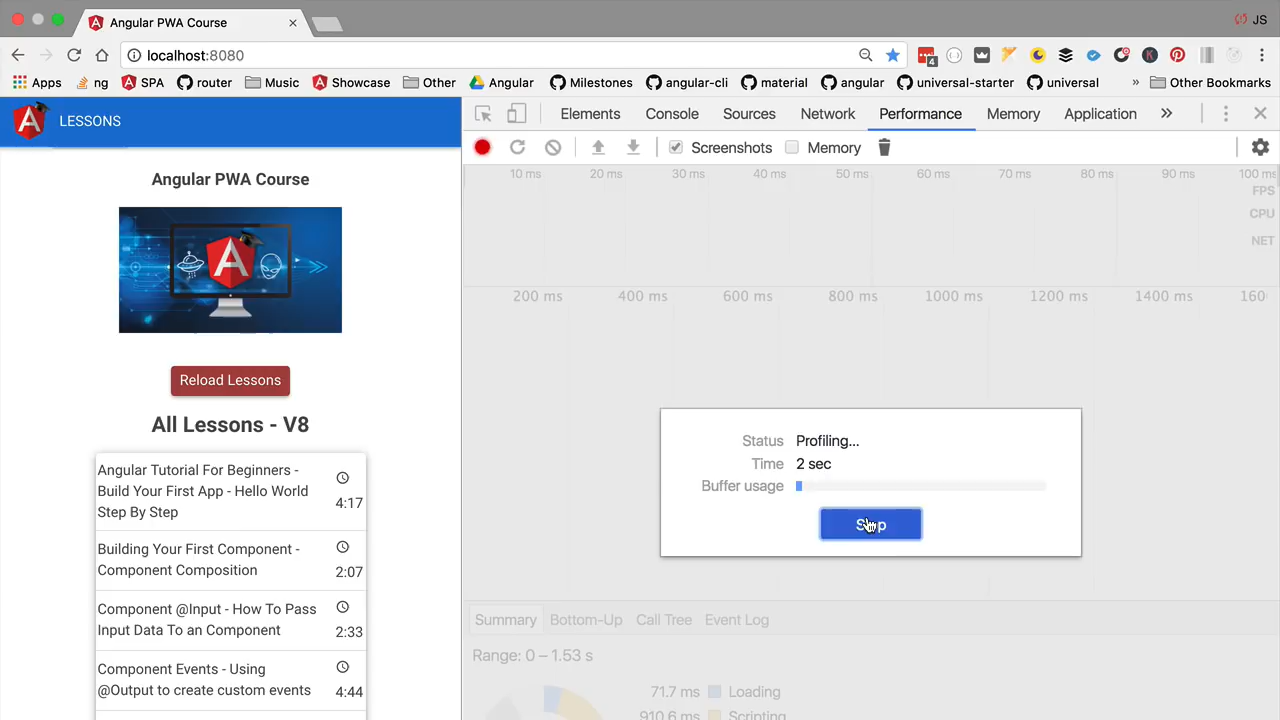 Angular PWA Course
JS
localhost:8080
4
Apps ng SPA router Music Showcase Other Angular Milestones angular-cli material angular universal-starter universal » Other Bookmarks
LESSONS
Elements Console Sources Network Performance Memory Application »
Screenshots Memory
10 ms 20 ms 30 ms 40 ms 50 ms 60 ms 70 ms 80 ms 90 ms 100 ms
FPS
CPU
NET
200 ms 400 ms 600 ms 800 ms 1000 ms 1200 ms 1400 ms 160
Angular PWA Course
Reload Lessons
All Lessons - V8
Angular Tutorial For Beginners -
Build Your First App - Hello World
Step By Step
4:17
Building Your First Component -
Component Composition
2:07
Component @Input - How To Pass
Input Data To an Component
2:33
Component Events - Using
@Output to create custom events
4:44
Status Profiling...
Time 2 sec
Buffer usage
Stop
Summary Bottom-Up Call Tree Event Log
Range: 0 – 1.53 s
71.7 ms Loading
910.6 ms Scripting